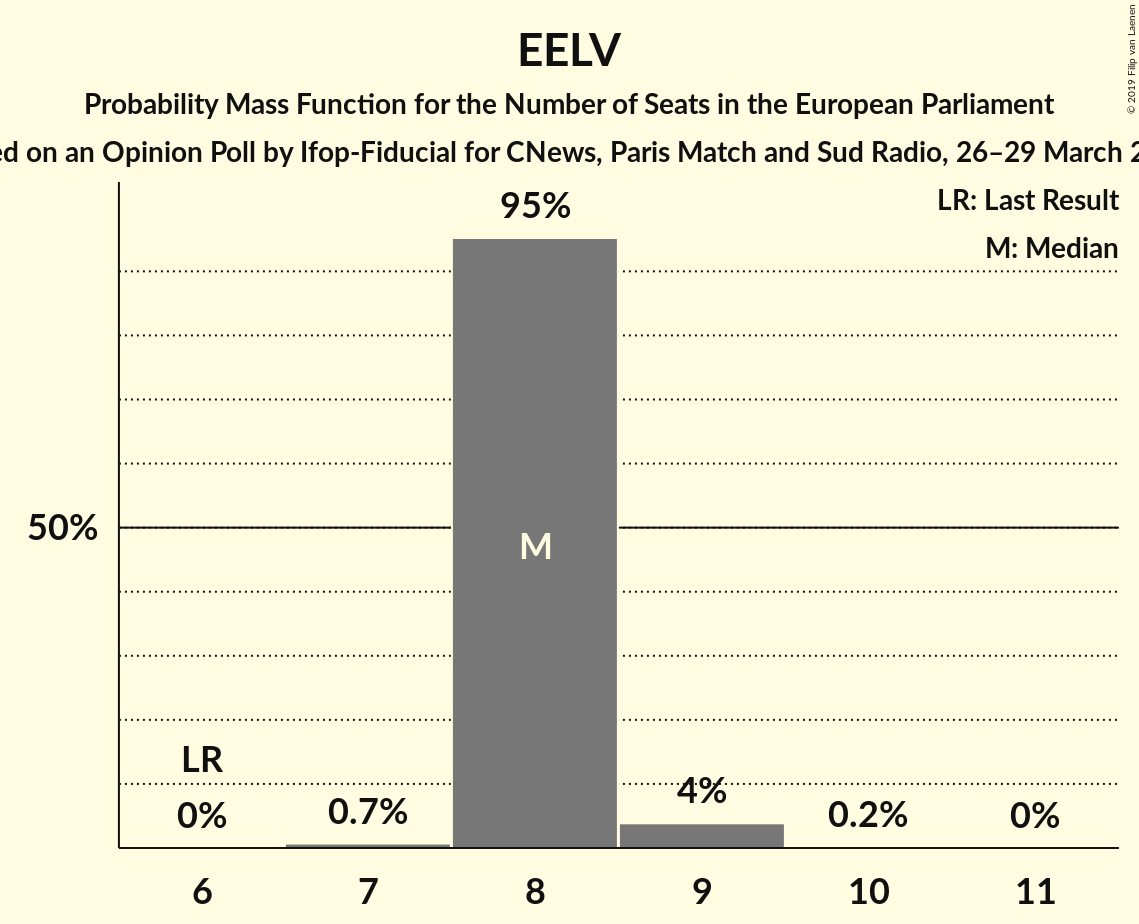 EELV
Probability Mass Function for the Number of Seats in the European Parliament
on an Opinion Poll by Ifop-Fiducial for CNews, Paris Match and Sud Radio, 26–29 March
© 2019 Filip van Laenen
LR: Last Result
M: Median
95%
50%
M
LR
0%
0.7%
4%
0.2%
0%
6 7 8 9 10 11